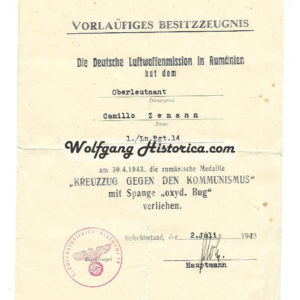 VORLÄUFIGES BESITZZEUGNIS
Die Deutsche Luftwaffenmission in Rumänien
hat dem
Oberleutnant
Dienstgrad
Camillo Zemann
Name
1./Ln.Rgt.14
Wolfgang Historica.com
am 30.4.1943, die rumänische Medaille
„KREUZZUG GEGEN DEN KOMMUNISMUS"
mit Spange „oxyd. Bug"
verliehen.
Gefechtsstand, den 2. Juli 1943
Hauptmann